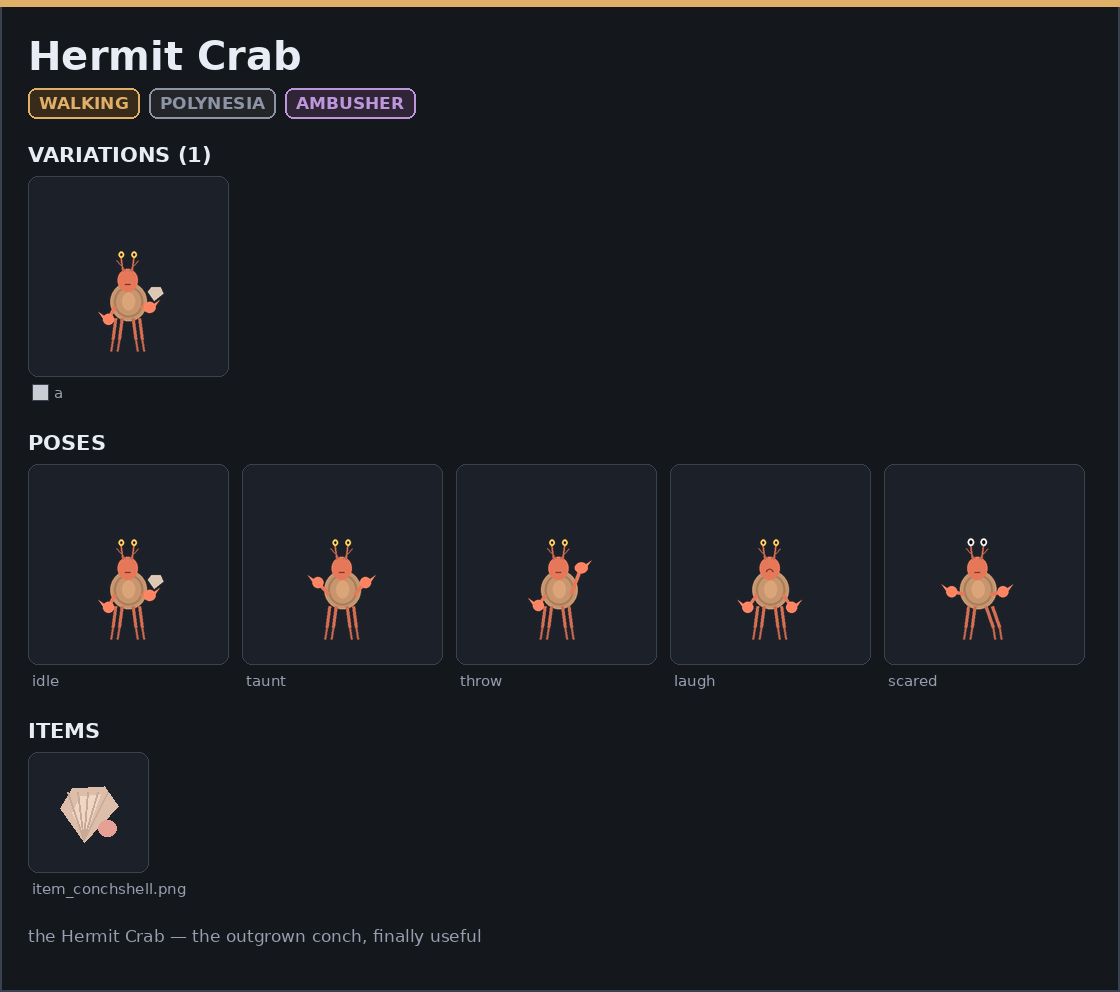 Hermit Crab
WALKING POLYNESIA AMBUSHER
VARIATIONS (1)
a
POSES
idle taunt throw laugh scared
ITEMS
item_conchshell.png
the Hermit Crab — the outgrown conch, finally useful